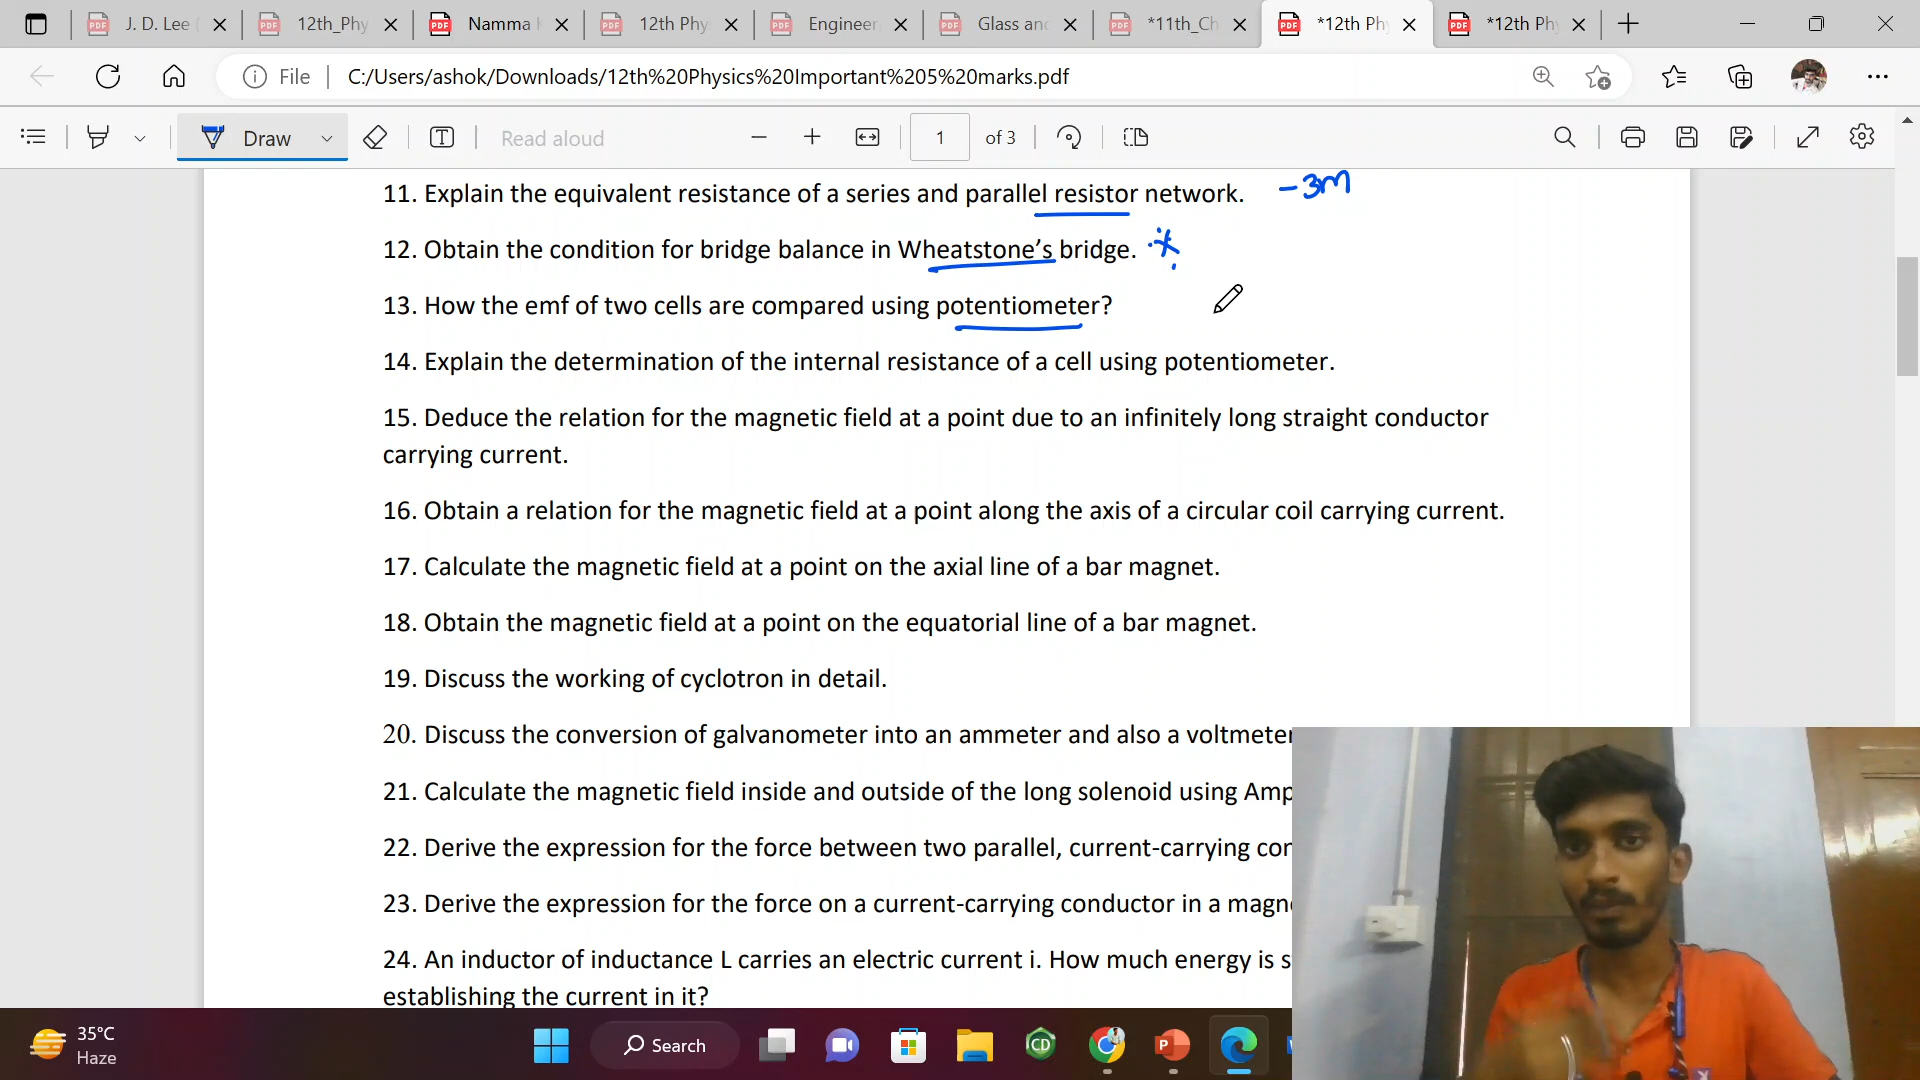 J. D. Lee
12th_Phy
Namma
12th Phy
Engineer
Glass and
*11th_Ch
*12th Ph
*12th Ph
File
C:/Users/ashok/Downloads/12th%20Physics%20Important%205%20marks.pdf
Draw
Read aloud
1
of 3
11. Explain the equivalent resistance of a series and parallel resistor network. -3M
12. Obtain the condition for bridge balance in Wheatstone’s bridge.
13. How the emf of two cells are compared using potentiometer?
14. Explain the determination of the internal resistance of a cell using potentiometer.
15. Deduce the relation for the magnetic field at a point due to an infinitely long straight conductor
carrying current.
16. Obtain a relation for the magnetic field at a point along the axis of a circular coil carrying current.
17. Calculate the magnetic field at a point on the axial line of a bar magnet.
18. Obtain the magnetic field at a point on the equatorial line of a bar magnet.
19. Discuss the working of cyclotron in detail.
20. Discuss the conversion of galvanometer into an ammeter and also a voltmeter
21. Calculate the magnetic field inside and outside of the long solenoid using Amp
22. Derive the expression for the force between two parallel, current-carrying con
23. Derive the expression for the force on a current-carrying conductor in a magn
24. An inductor of inductance L carries an electric current i. How much energy is s
establishing the current in it?
35°C
Haze
Search
CD
P